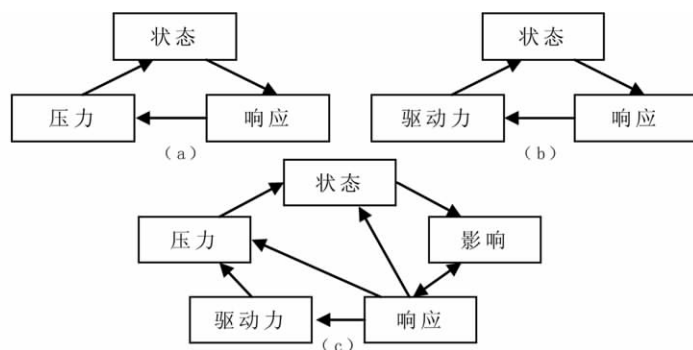 状态 状态
压力 响应 驱动力 响应
(a) (b)
状态
压力 影响
驱动力 响应
(c)